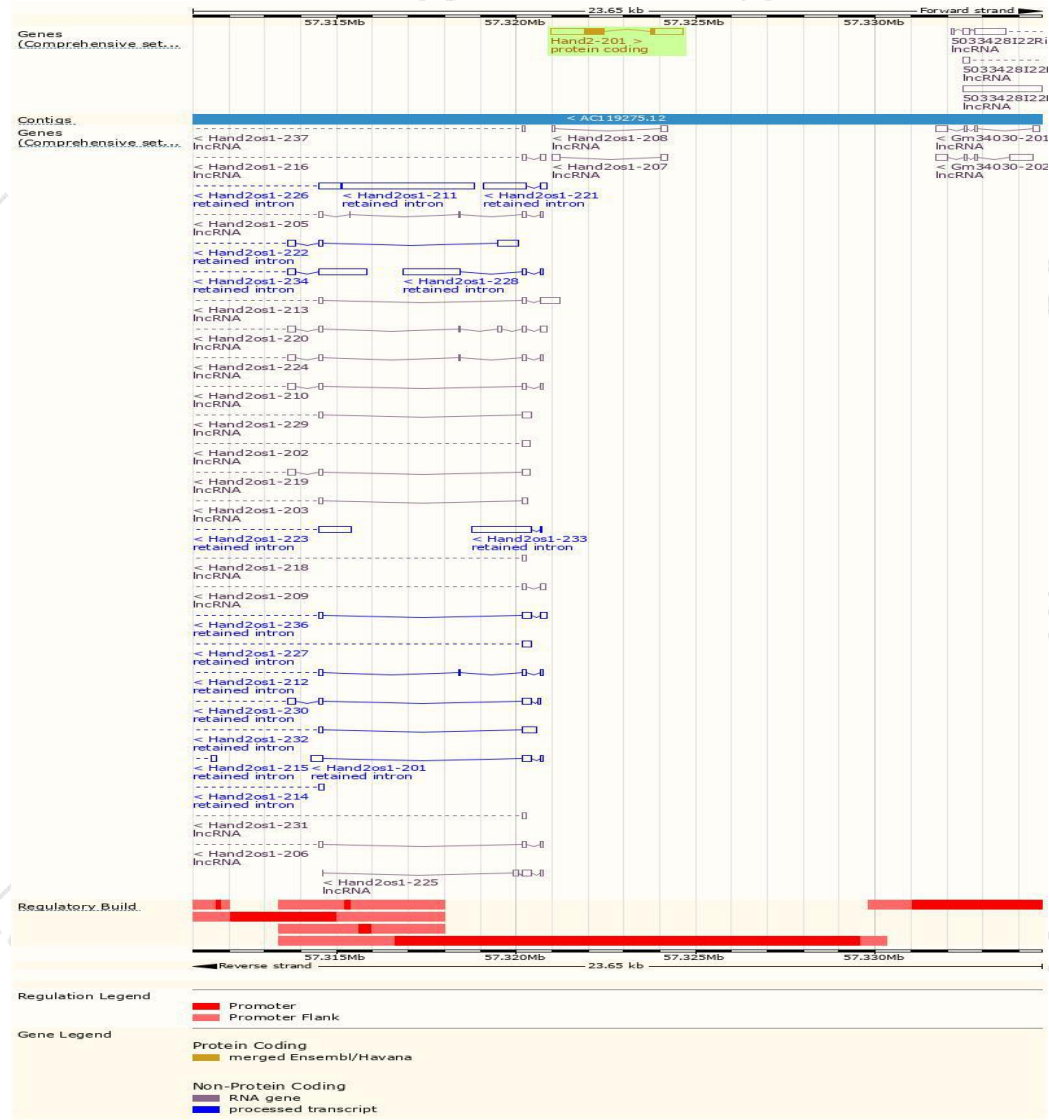 23.65 kb Forward strand
57.315Mb 57.320Mb 57.325Mb 57.330Mb
Genes
(Comprehensive set...
Hand2-201 >
protein coding
5033428I22Ri
lncRNA
5033428I22
lncRNA
5033428I22
lncRNA
Contigs
< AC119275.12
Genes
(Comprehensive set...
< Hand2os1-237 < Hand2os1-208 < Gm34030-201
lncRNA lncRNA lncRNA
< Hand2os1-216 < Hand2os1-207 < Gm34030-202
lncRNA lncRNA lncRNA
< Hand2os1-226 < Hand2os1-211 < Hand2os1-221
retained intron retained intron retained intron
< Hand2os1-205
lncRNA
< Hand2os1-222
retained intron
< Hand2os1-234 < Hand2os1-228
retained intron retained intron
< Hand2os1-213
lncRNA
< Hand2os1-220
lncRNA
< Hand2os1-224
lncRNA
< Hand2os1-210
lncRNA
< Hand2os1-229
lncRNA
< Hand2os1-202
lncRNA
< Hand2os1-219
lncRNA
< Hand2os1-203
lncRNA
< Hand2os1-223 < Hand2os1-233
retained intron retained intron
< Hand2os1-218
lncRNA
< Hand2os1-209
lncRNA
< Hand2os1-236
retained intron
< Hand2os1-227
retained intron
< Hand2os1-212
retained intron
< Hand2os1-230
retained intron
< Hand2os1-232
retained intron
< Hand2os1-215 < Hand2os1-201
retained intron retained intron
< Hand2os1-214
retained intron
< Hand2os1-231
lncRNA
< Hand2os1-206
lncRNA
< Hand2os1-225
lncRNA
Regulatory Build
57.315Mb 57.320Mb 57.325Mb 57.330Mb
Reverse strand 23.65 kb
Regulation Legend
Promoter
Promoter Flank
Gene Legend
Protein Coding
merged Ensembl/Havana
Non-Protein Coding
RNA gene
processed transcript